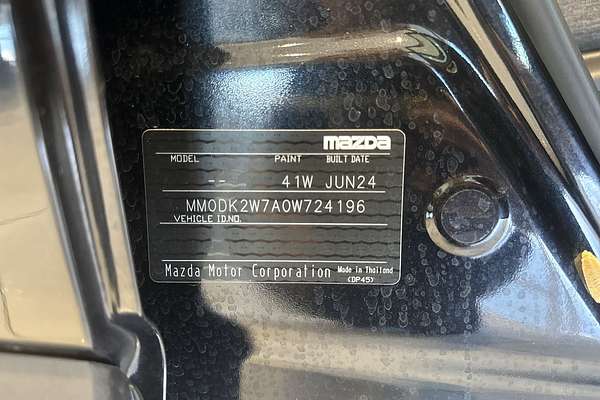 mazda
MODEL PAINT BUILT DATE
-- 41W JUN24
MM0DK2W7A0W724196
VEHICLE ID.NO.
Mazda Motor Corporation Made in Thailand
(DP45)